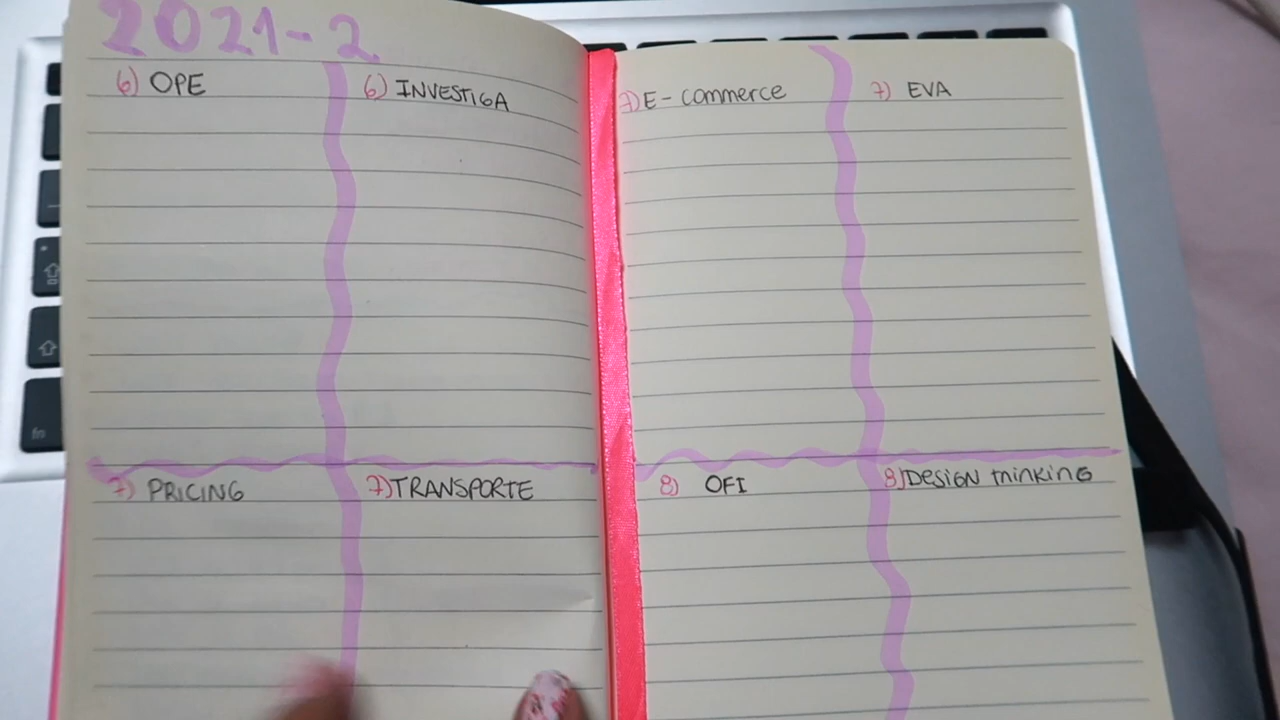 2021-2
6) OPE
6) INVESTIGA
7) E-commerce
7) EVA
7) PRICING
7) TRANSPORTE
8) OFI
8) DESIGN thinking
fn